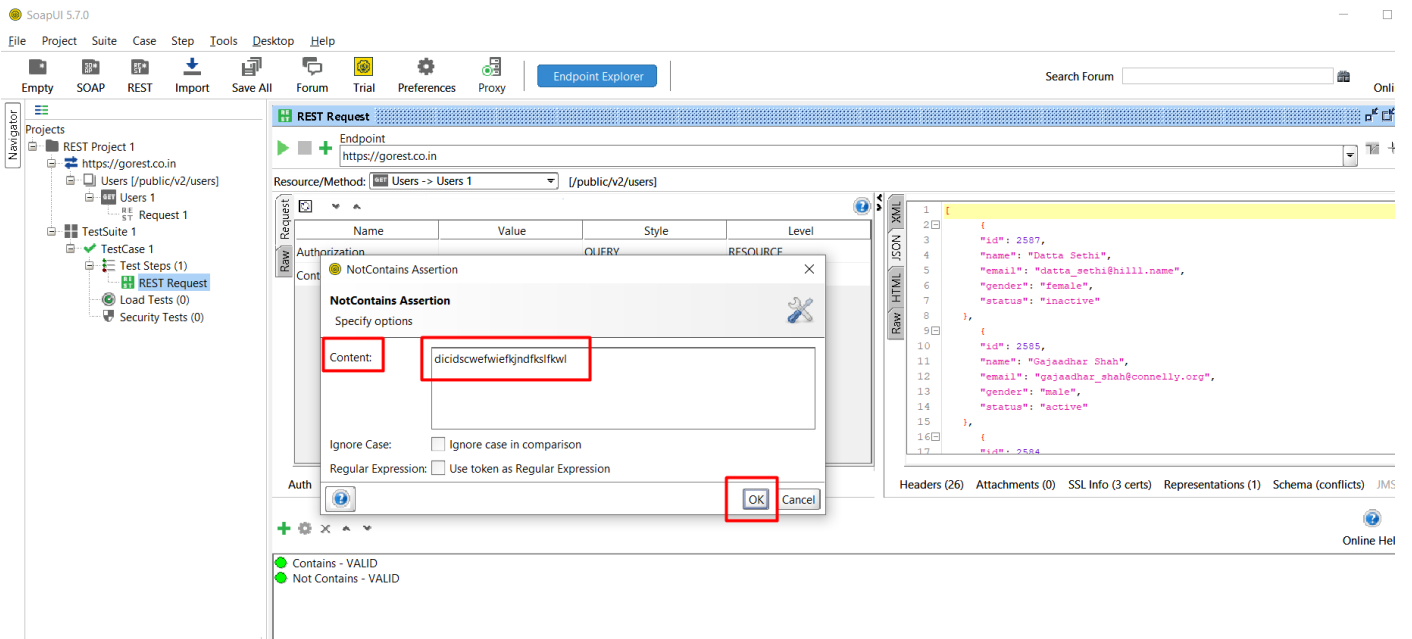 SoapUI 5.7.0
File Project Suite Case Step Tools Desktop Help
Empty SOAP REST Import Save All Forum Trial Preferences Proxy Endpoint Explorer Search Forum Onli
Navigator
Projects
REST Project 1
https://gorest.co.in
Users [/public/v2/users]
Users 1
Request 1
TestSuite 1
TestCase 1
Test Steps (1)
REST Request
Load Tests (0)
Security Tests (0)
REST Request
Endpoint
https://gorest.co.in
Resource/Method: GET Users -> Users 1 [/public/v2/users]
Request
Raw
Name Value Style Level
Authorization QUERY RESOURCE
Cont
NotContains Assertion
NotContains Assertion
Specify options
Content: dicidscwefwiefkjndfkslfkwl
Ignore Case: Ignore case in comparison
Regular Expression: Use token as Regular Expression
OK Cancel
Auth
XML
JSON
HTML
Raw
1 [
2 {
3 "id": 2587,
4 "name": "Datta Sethi",
5 "email": "datta_sethi@hilll.name",
6 "gender": "female",
7 "status": "inactive"
8 },
9 {
10 "id": 2585,
11 "name": "Gajaadhar Shah",
12 "email": "gajaadhar_shah@connelly.org",
13 "gender": "male",
14 "status": "active"
15 },
16 {
17 "id": 2584
Headers (26) Attachments (0) SSL Info (3 certs) Representations (1) Schema (conflicts) JMS
Online Hel
Contains - VALID
Not Contains - VALID